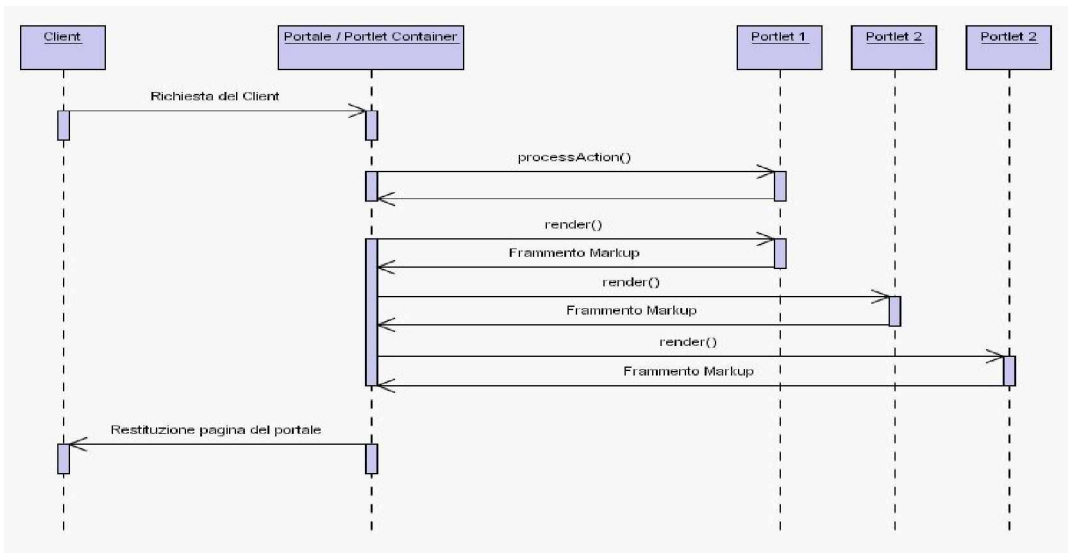 Client
Portale / Portlet Container
Portlet 1
Portlet 2
Portlet 2
Richiesta del Client
processAction()
render()
Frammento Markup
render()
Frammento Markup
render()
Frammento Markup
Restituzione pagina del portale